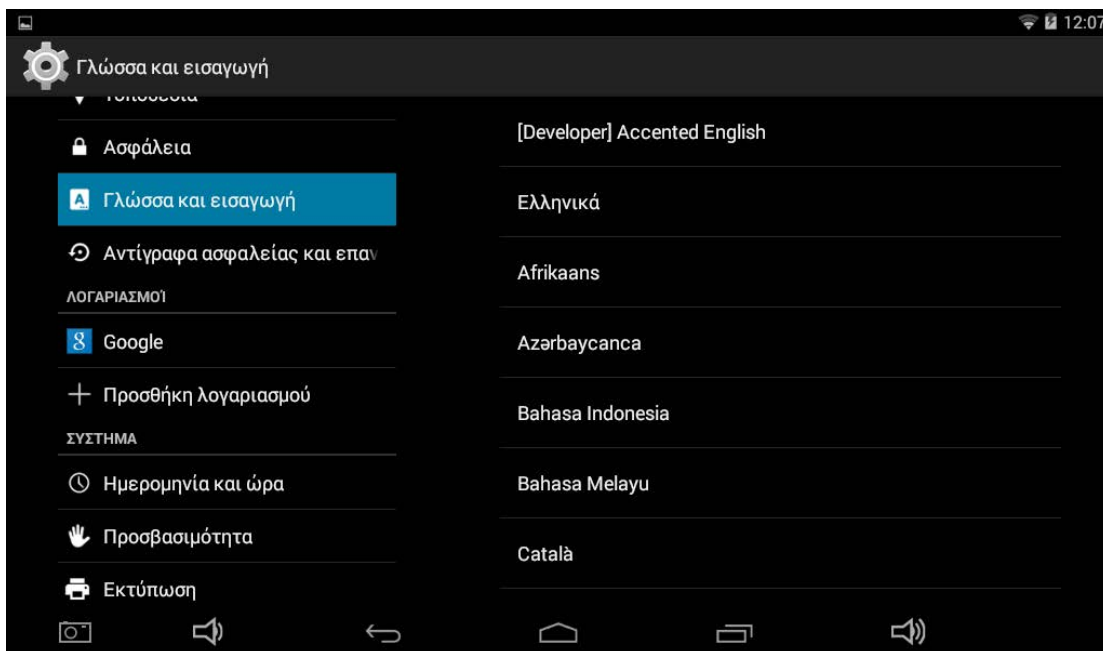 12:07
Γλώσσα και εισαγωγή
Τοποθεσία
Ασφάλεια
Γλώσσα και εισαγωγή
Αντίγραφα ασφαλείας και επαν
ΛΟΓΑΡΙΑΣΜΟΊ
Google
Προσθήκη λογαριασμού
ΣΥΣΤΗΜΑ
Ημερομηνία και ώρα
Προσβασιμότητα
Εκτύπωση
[Developer] Accented English
Ελληνικά
Afrikaans
Azərbaycanca
Bahasa Indonesia
Bahasa Melayu
Català